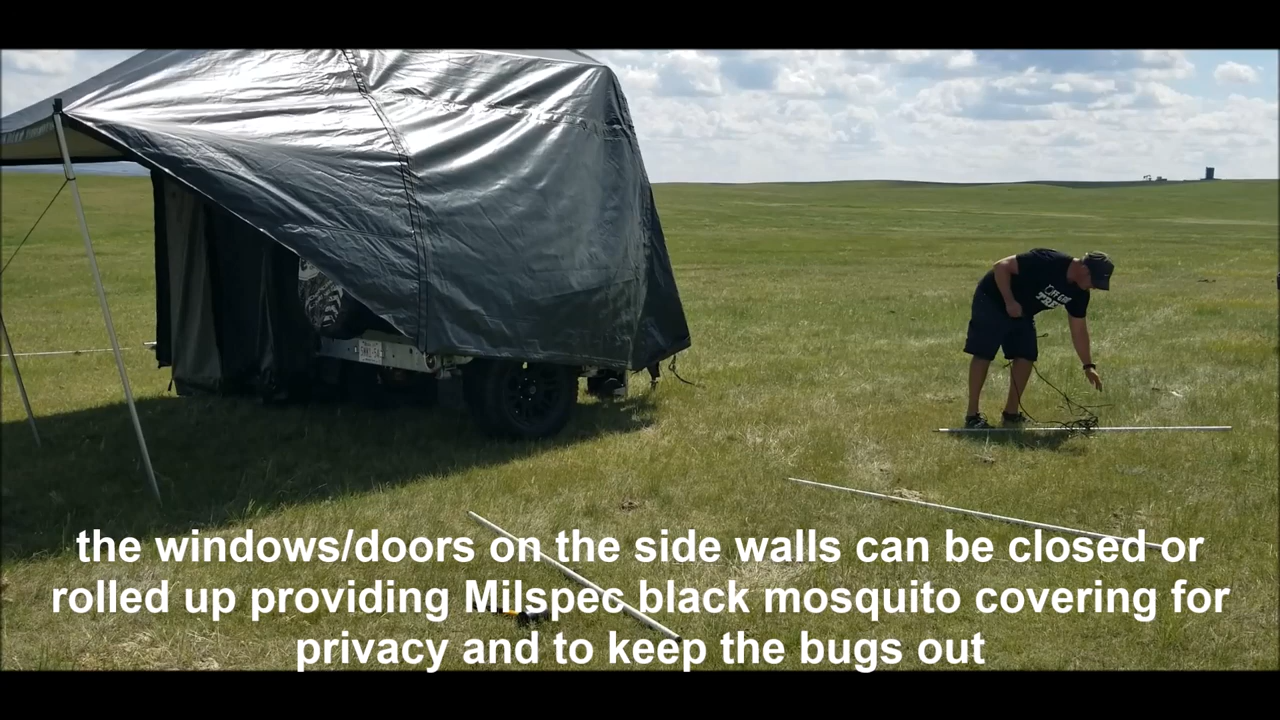 the windows/doors on the side walls can be closed or
rolled up providing Milspec black mosquito covering for
privacy and to keep the bugs out